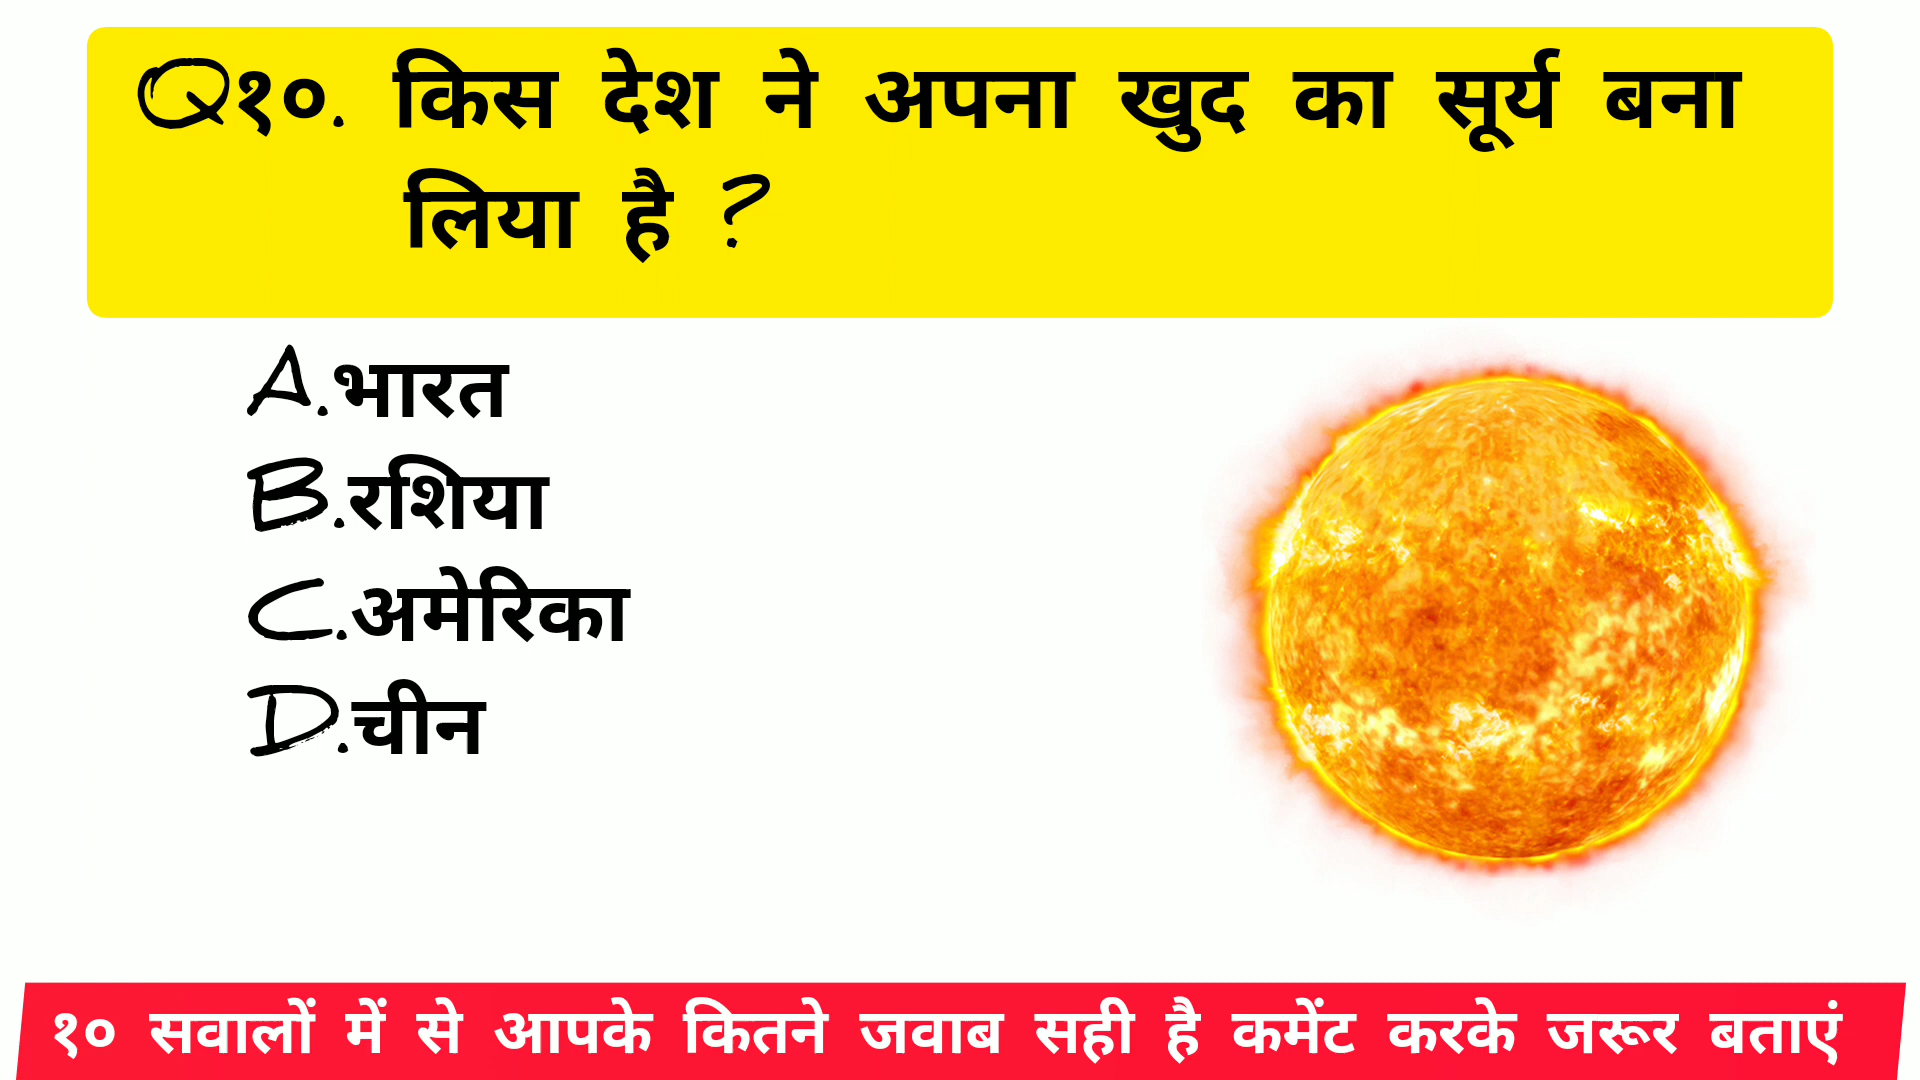 Q१०. किस देश ने अपना खुद का सूर्य बना
लिया है ?
A.भारत
B.रशिया
C.अमेरिका
D.चीन
१० सवालों में से आपके कितने जवाब सही है कमेंट करके जरूर बताएं